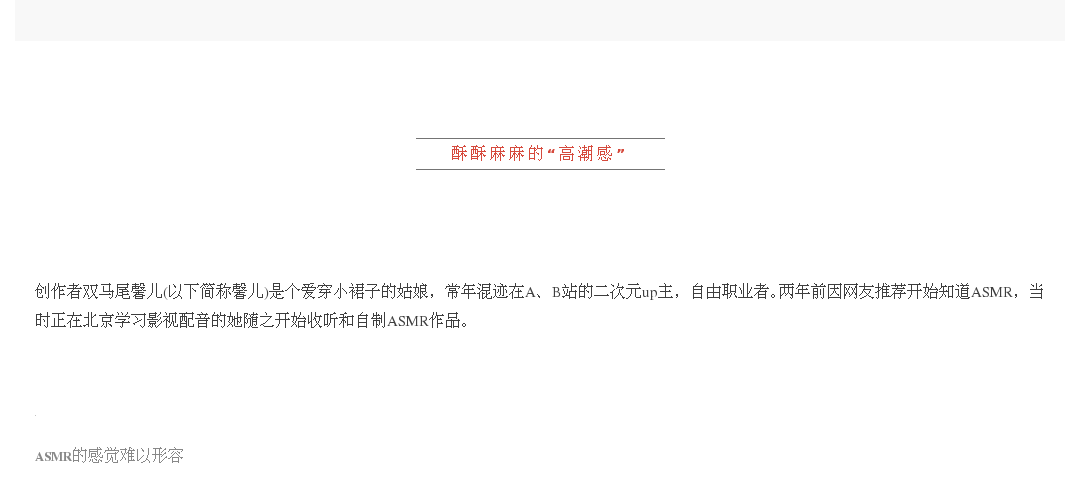 酥酥麻麻的“高潮感”
创作者双马尾馨儿(以下简称馨儿)是个爱穿小裙子的姑娘，常年混迹在A、B站的二次元up主，自由职业者。两年前因网友推荐开始知道ASMR，当
时正在北京学习影视配音的她随之开始收听和自制ASMR作品。
ASMR的感觉难以形容